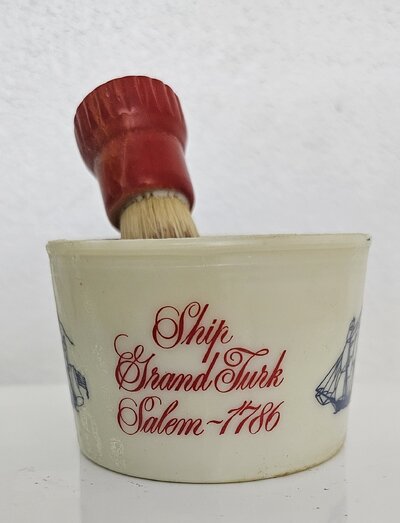 Ship
Grand Turk
Salem ~ 1786